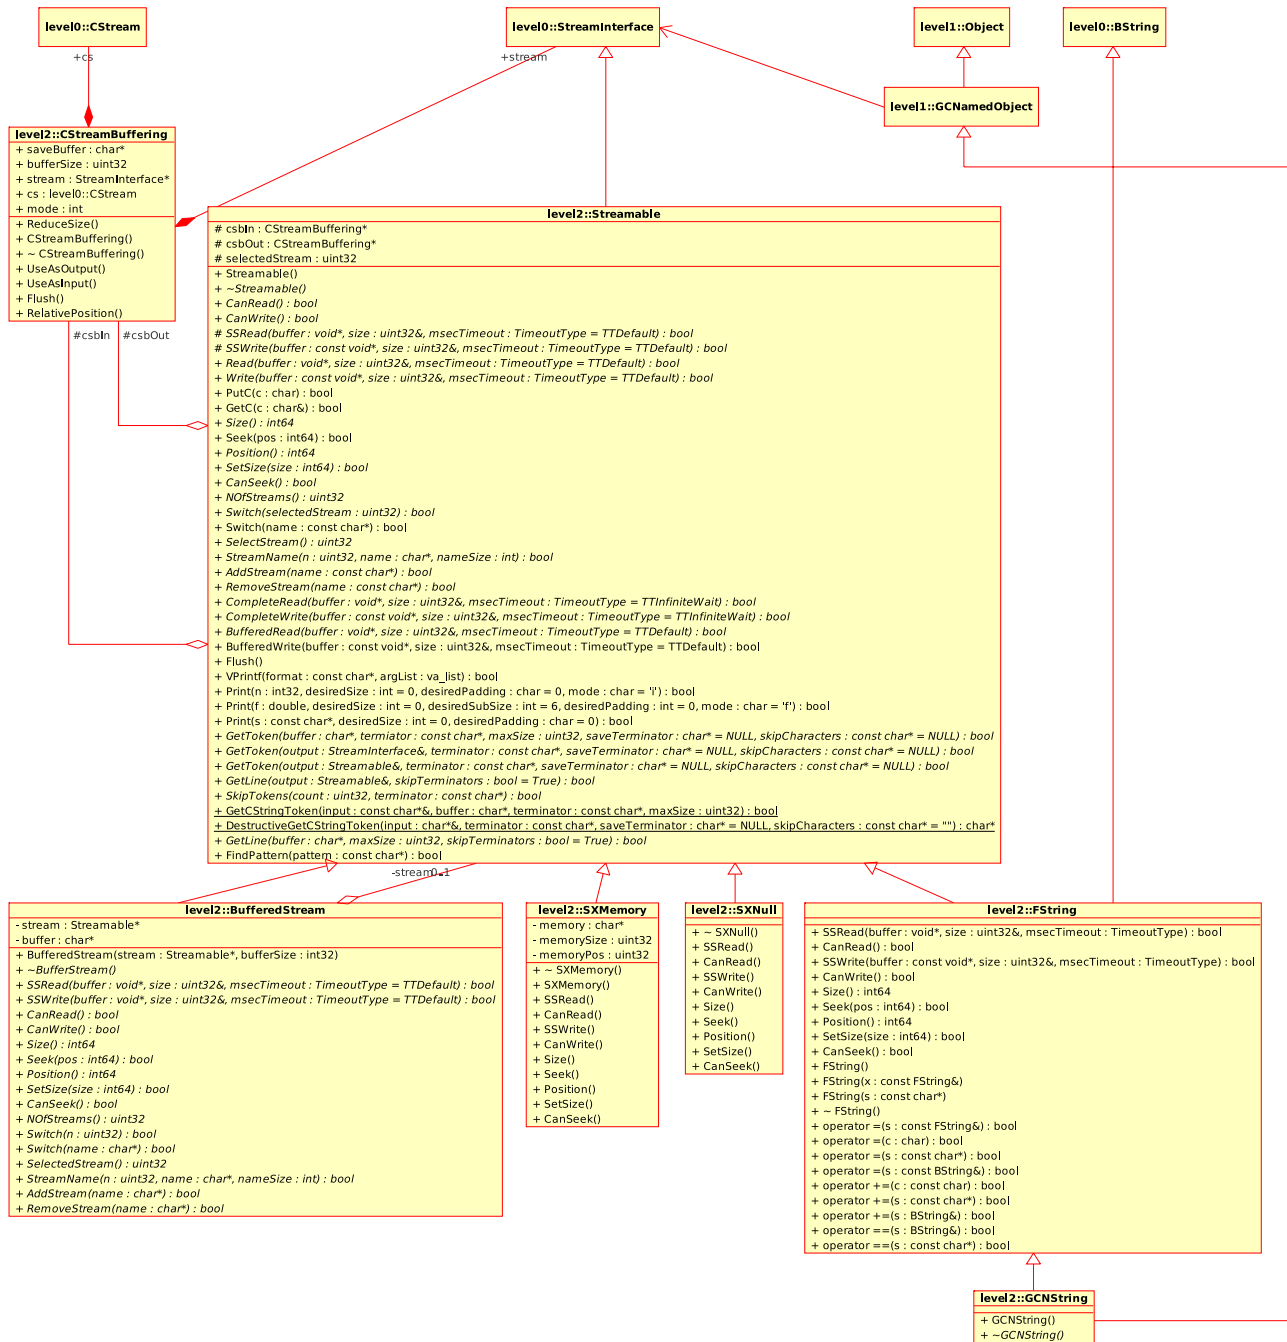 level0::CStream
level0::StreamInterface
level1::Object
level0::BString
+cs
+stream
level1::GCNamedObject
level2::CStreamBuffering
+ saveBuffer : char*
+ bufferSize : uint32
+ stream : StreamInterface*
+ cs : level0::CStream
+ mode : int
+ ReduceSize()
+ CStreamBuffering()
+ ~ CStreamBuffering()
+ UseAsOutput()
+ UseAsInput()
+ Flush()
+ RelativePosition()
#csbIn
#csbOut
level2::Streamable
# csbIn : CStreamBuffering*
# csbOut : CStreamBuffering*
# selectedStream : uint32
+ Streamable()
+ ~Streamable()
+ CanRead() : bool
+ CanWrite() : bool
# SSRead(buffer : void*, size : uint32&, msecTimeout : TimeoutType = TTDefault) : bool
# SSWrite(buffer : const void*, size : uint32&, msecTimeout : TimeoutType = TTDefault) : bool
+ Read(buffer : void*, size : uint32&, msecTimeout : TimeoutType = TTDefault) : bool
+ Write(buffer : const void*, size : uint32&, msecTimeout : TimeoutType = TTDefault) : bool
+ PutC(c : char) : bool
+ GetC(c : char&) : bool
+ Size() : int64
+ Seek(pos : int64) : bool
+ Position() : int64
+ SetSize(size : int64) : bool
+ CanSeek() : bool
+ NOfStreams() : uint32
+ Switch(selectedStream : uint32) : bool
+ Switch(name : const char*) : bool
+ SelectStream() : uint32
+ StreamName(n : uint32, name : char*, nameSize : int) : bool
+ AddStream(name : const char*) : bool
+ RemoveStream(name : const char*) : bool
+ CompleteRead(buffer : void*, size : uint32&, msecTimeout : TimeoutType = TTInfiniteWait) : bool
+ CompleteWrite(buffer : const void*, size : uint32&, msecTimeout : TimeoutType = TTInfiniteWait) : bool
+ BufferedRead(buffer : void*, size : uint32&, msecTimeout : TimeoutType = TTDefault) : bool
+ BufferedWrite(buffer : const void*, size : uint32&, msecTimeout : TimeoutType = TTDefault) : bool
+ Flush()
+ VPrintf(format : const char*, argList : va_list) : bool
+ Print(n : int32, desiredSize : int = 0, desiredPadding : char = 0, mode : char = 'i') : bool
+ Print(f : double, desiredSize : int = 0, desiredSubSize : int = 6, desiredPadding : int = 0, mode : char = 'f') : bool
+ Print(s : const char*, desiredSize : int = 0, desiredPadding : char = 0) : bool
+ GetToken(buffer : char*, termiator : const char*, maxSize : uint32, saveTerminator : char* = NULL, skipCharacters : const char* = NULL) : bool
+ GetToken(output : StreamInterface&, terminator : const char*, saveTerminator : char* = NULL, skipCharacters : const char* = NULL) : bool
+ GetToken(output : Streamable&, terminator : const char*, saveTerminator : char* = NULL, skipCharacters : const char* = NULL) : bool
+ GetLine(output : Streamable&, skipTerminators : bool = True) : bool
+ SkipTokens(count : uint32, terminator : const char*) : bool
+ GetCStringToken(input : const char*&, buffer : char*, terminator : const char*, maxSize : uint32) : bool
+ DestructiveGetCStringToken(input : char*&, terminator : const char*, saveTerminator : char* = NULL, skipCharacters : const char* = "") : char*
+ GetLine(buffer : char*, maxSize : uint32, skipTerminators : bool = True) : bool
+ FindPattern(pattern : const char*) : bool
-stream0..1
level2::BufferedStream
- stream : Streamable*
- buffer : char*
+ BufferedStream(stream : Streamable*, bufferSize : int32)
+ ~BufferStream()
+ SSRead(buffer : void*, size : uint32&, msecTimeout : TimeoutType = TTDefault) : bool
+ SSWrite(buffer : void*, size : uint32&, msecTimeout : TimeoutType = TTDefault) : bool
+ CanRead() : bool
+ CanWrite() : bool
+ Size() : int64
+ Seek(pos : int64) : bool
+ Position() : int64
+ SetSize(size : int64) : bool
+ CanSeek() : bool
+ NOfStreams() : uint32
+ Switch(n : uint32) : bool
+ Switch(name : char*) : bool
+ SelectedStream() : uint32
+ StreamName(n : uint32, name : char*, nameSize : int) : bool
+ AddStream(name : char*) : bool
+ RemoveStream(name : char*) : bool
level2::SXMemory
- memory : char*
- memorySize : uint32
- memoryPos : uint32
+ ~ SXMemory()
+ SXMemory()
+ SSRead()
+ CanRead()
+ SSWrite()
+ CanWrite()
+ Size()
+ Seek()
+ Position()
+ SetSize()
+ CanSeek()
level2::SXNull
+ ~ SXNull()
+ SSRead()
+ CanRead()
+ SSWrite()
+ CanWrite()
+ Size()
+ Seek()
+ Position()
+ SetSize()
+ CanSeek()
level2::FString
+ SSRead(buffer : void*, size : uint32&, msecTimeout : TimeoutType) : bool
+ CanRead() : bool
+ SSWrite(buffer : const void*, size : uint32&, msecTimeout : TimeoutType) : bool
+ CanWrite() : bool
+ Size() : int64
+ Seek(pos : int64) : bool
+ Position() : int64
+ SetSize(size : int64) : bool
+ CanSeek() : bool
+ FString()
+ FString(x : const FString&)
+ FString(s : const char*)
+ ~ FString()
+ operator =(s : const FString&) : bool
+ operator =(c : char) : bool
+ operator =(s : const char*) : bool
+ operator =(s : const BString&) : bool
+ operator +=(c : const char) : bool
+ operator +=(s : const char*) : bool
+ operator +=(s : BString&) : bool
+ operator ==(s : BString&) : bool
+ operator ==(s : const char*) : bool
level2::GCNString
+ GCNString()
+ ~GCNString()